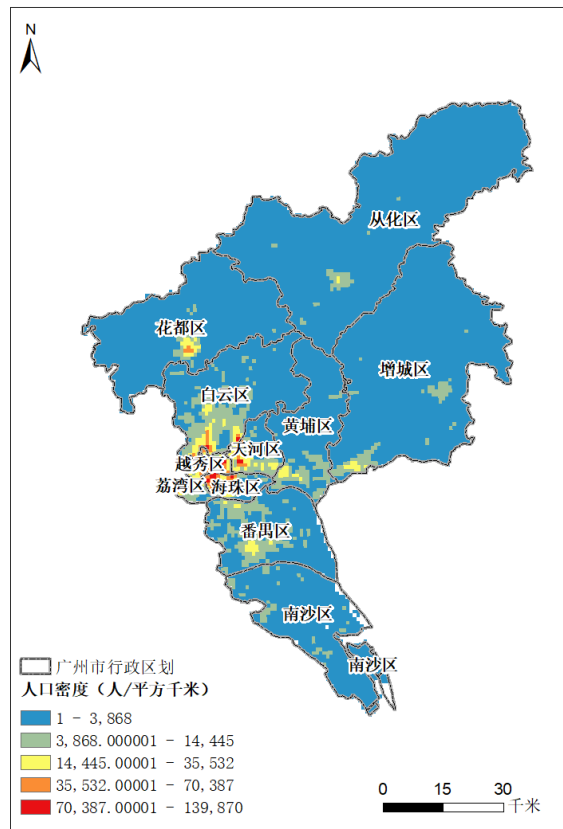 N
从化区
花都区
增城区
白云区
黄埔区
天河区
越秀区
荔湾区
海珠区
番禺区
南沙区
南沙区
广州市行政区划
人口密度（人/平方千米）
1 - 3,868
3,868.000001 - 14,445
14,445.00001 - 35,532
35,532.00001 - 70,387
70,387.00001 - 139,870
0 15 30
千米